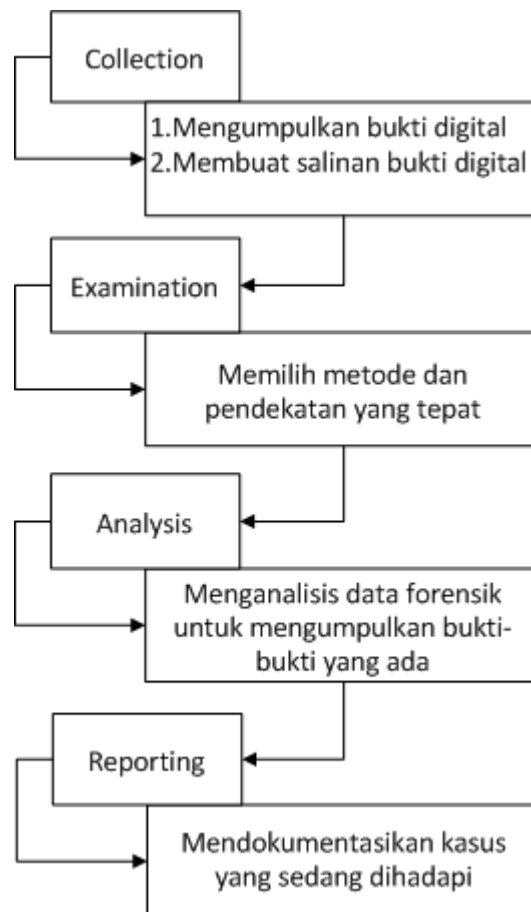 Collection
1.Mengumpulkan bukti digital
2.Membuat salinan bukti digital
Examination
Memilih metode dan
pendekatan yang tepat
Analysis
Menganalisis data forensik
untuk mengumpulkan bukti-
bukti yang ada
Reporting
Mendokumentasikan kasus
yang sedang dihadapi